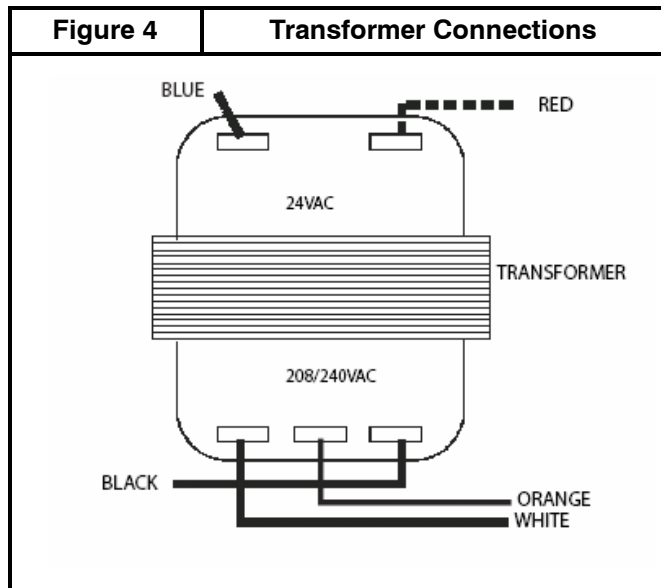 Figure 4 Transformer Connections
BLUE
RED
24VAC
TRANSFORMER
208/240VAC
BLACK
ORANGE
WHITE